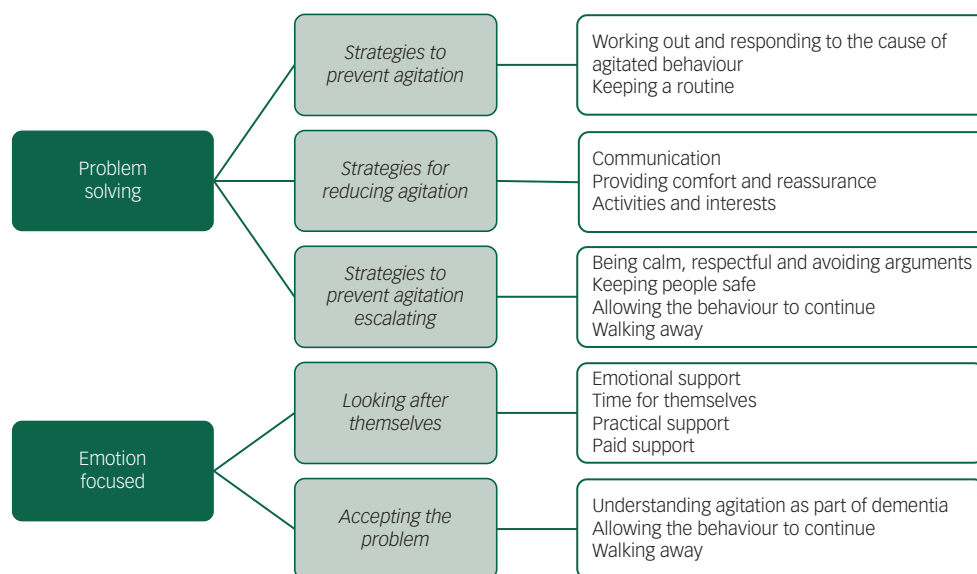 Problem
solving
Strategies to
prevent agitation
Working out and responding to the cause of
agitated behaviour
Keeping a routine
Strategies for
reducing agitation
Communication
Providing comfort and reassurance
Activities and interests
Strategies to
prevent agitation
escalating
Being calm, respectful and avoiding arguments
Keeping people safe
Allowing the behaviour to continue
Walking away
Emotion
focused
Looking after
themselves
Emotional support
Time for themselves
Practical support
Paid support
Accepting the
problem
Understanding agitation as part of dementia
Allowing the behaviour to continue
Walking away